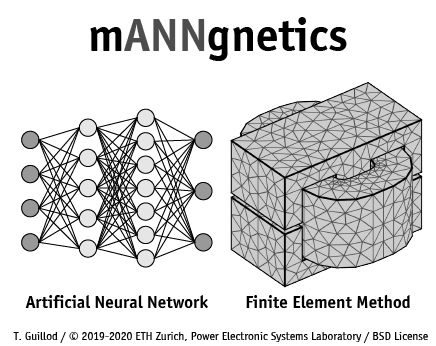 mANNgnetics
Artificial Neural Network
Finite Element Method
T. Guillod / © 2019-2020 ETH Zurich, Power Electronic Systems Laboratory / BSD License